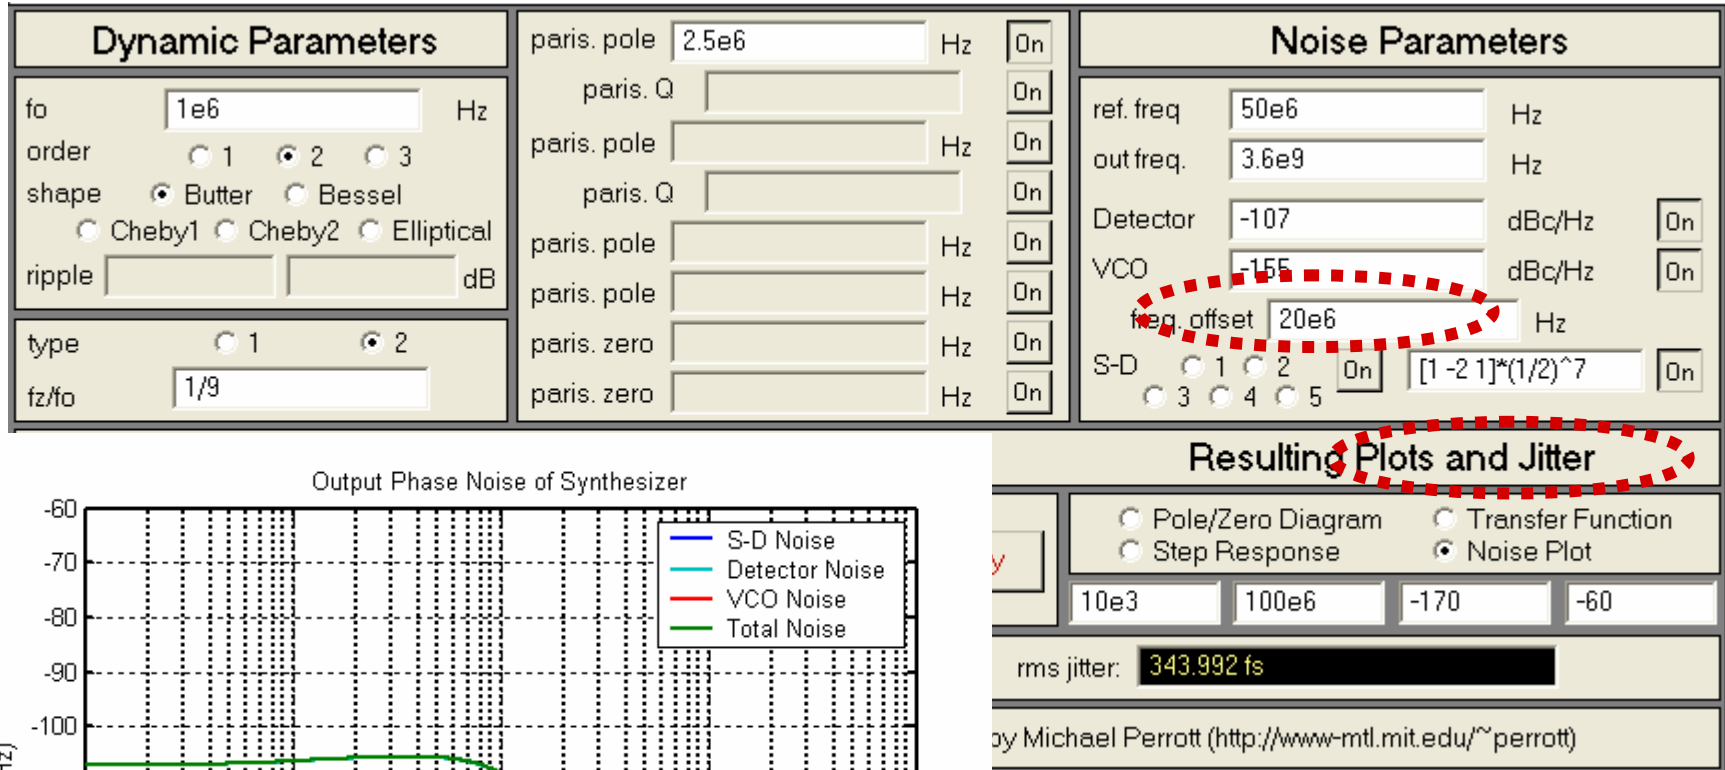 Dynamic Parameters
fo 1e6 Hz
order 1 2 3
shape Butter Bessel
Cheby1 Cheby2 Elliptical
ripple dB
type 1 2
fz/fo 1/9
paris. pole 2.5e6 Hz On
paris. Q On
paris. pole Hz On
paris. Q On
paris. pole Hz On
paris. pole Hz On
paris. zero Hz On
paris. zero Hz On
Noise Parameters
ref. freq 50e6 Hz
out freq. 3.6e9 Hz
Detector -107 dBc/Hz On
VCO -155 dBc/Hz On
freq. offset 20e6 Hz
S-D 1 2 On [1 -2 1]*(1/2)^7 On
3 4 5
Resulting Plots and Jitter
Pole/Zero Diagram Transfer Function
Step Response Noise Plot
10e3 100e6 -170 -60
rms jitter: 343.992 fs
by Michael Perrott (http://www-mtl.mit.edu/~perrott)
Output Phase Noise of Synthesizer
-60
-70
-80
-90
-100
S-D Noise
Detector Noise
VCO Noise
Total Noise